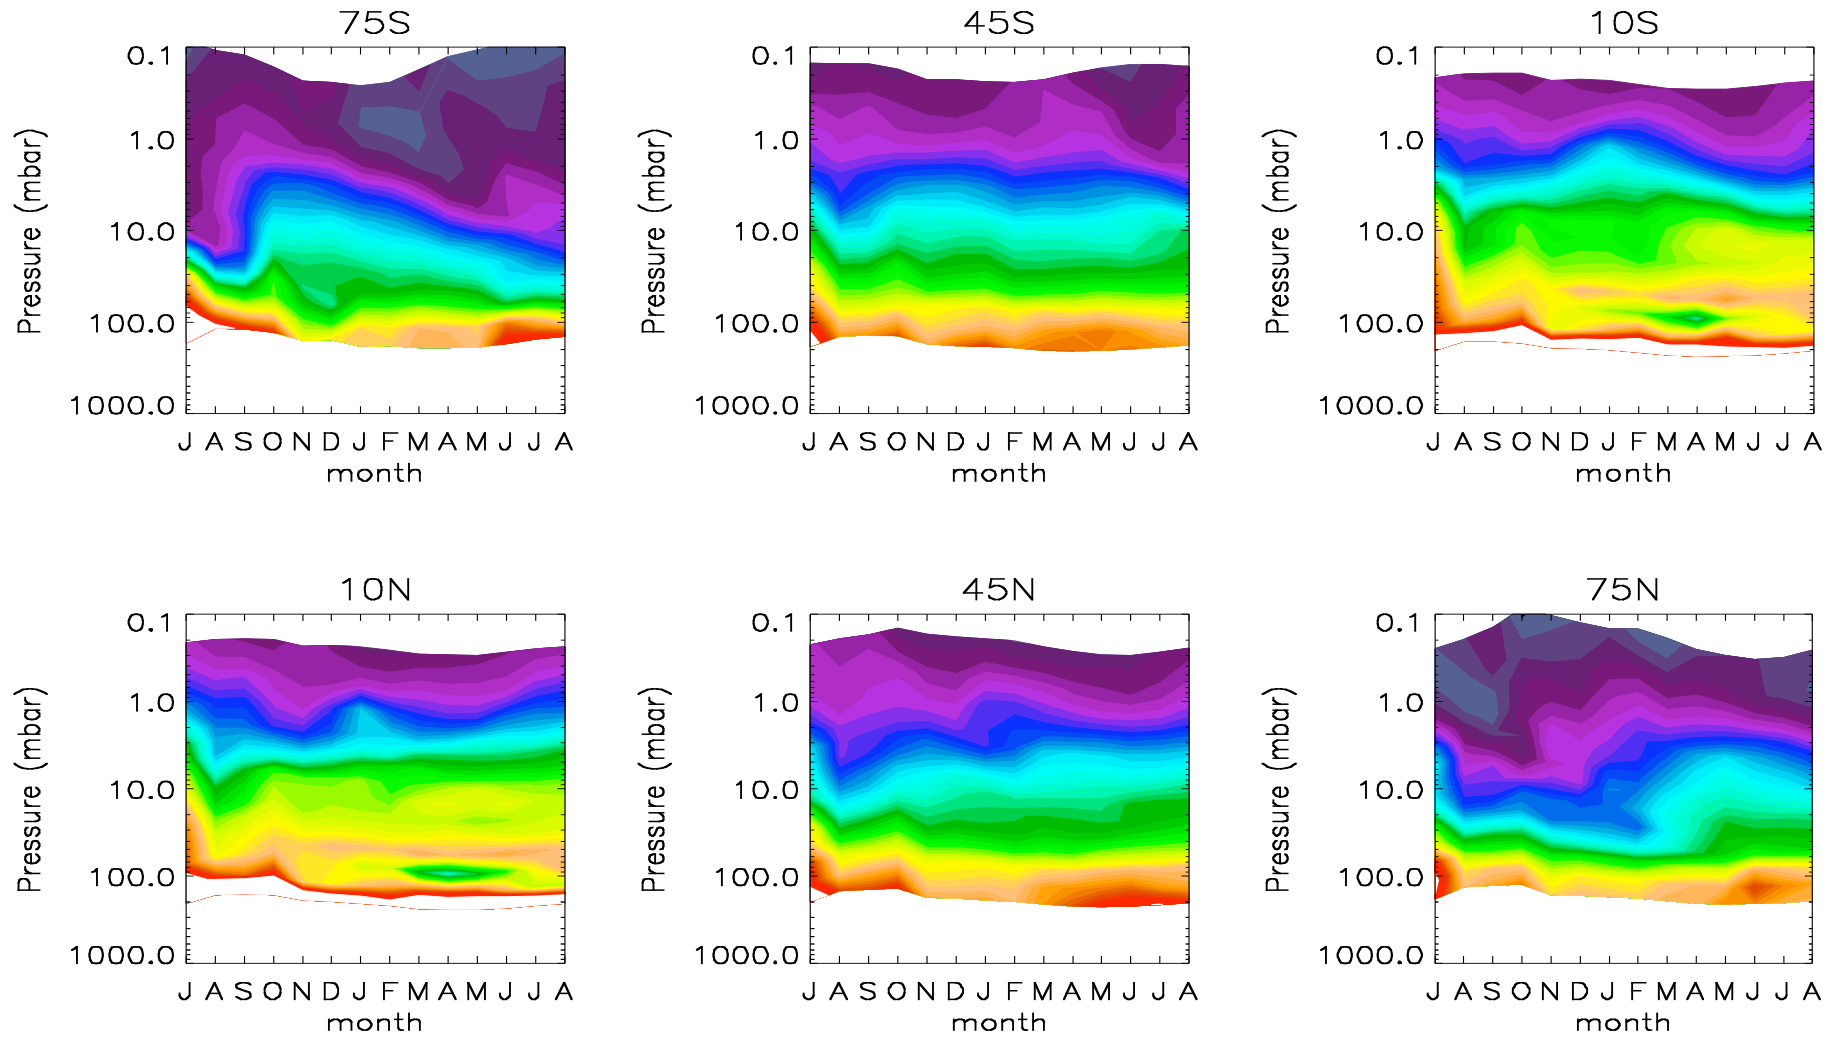 75S
0.1
1.0
10.0
100.0
1000.0
Pressure (mbar)
J A S O N D J F M A M J J A
month
45S
0.1
1.0
10.0
100.0
1000.0
Pressure (mbar)
J A S O N D J F M A M J J A
month
10S
0.1
1.0
10.0
100.0
1000.0
Pressure (mbar)
J A S O N D J F M A M J J A
month
10N
0.1
1.0
10.0
100.0
1000.0
Pressure (mbar)
J A S O N D J F M A M J J A
month
45N
0.1
1.0
10.0
100.0
1000.0
Pressure (mbar)
J A S O N D J F M A M J J A
month
75N
0.1
1.0
10.0
100.0
1000.0
Pressure (mbar)
J A S O N D J F M A M J J A
month